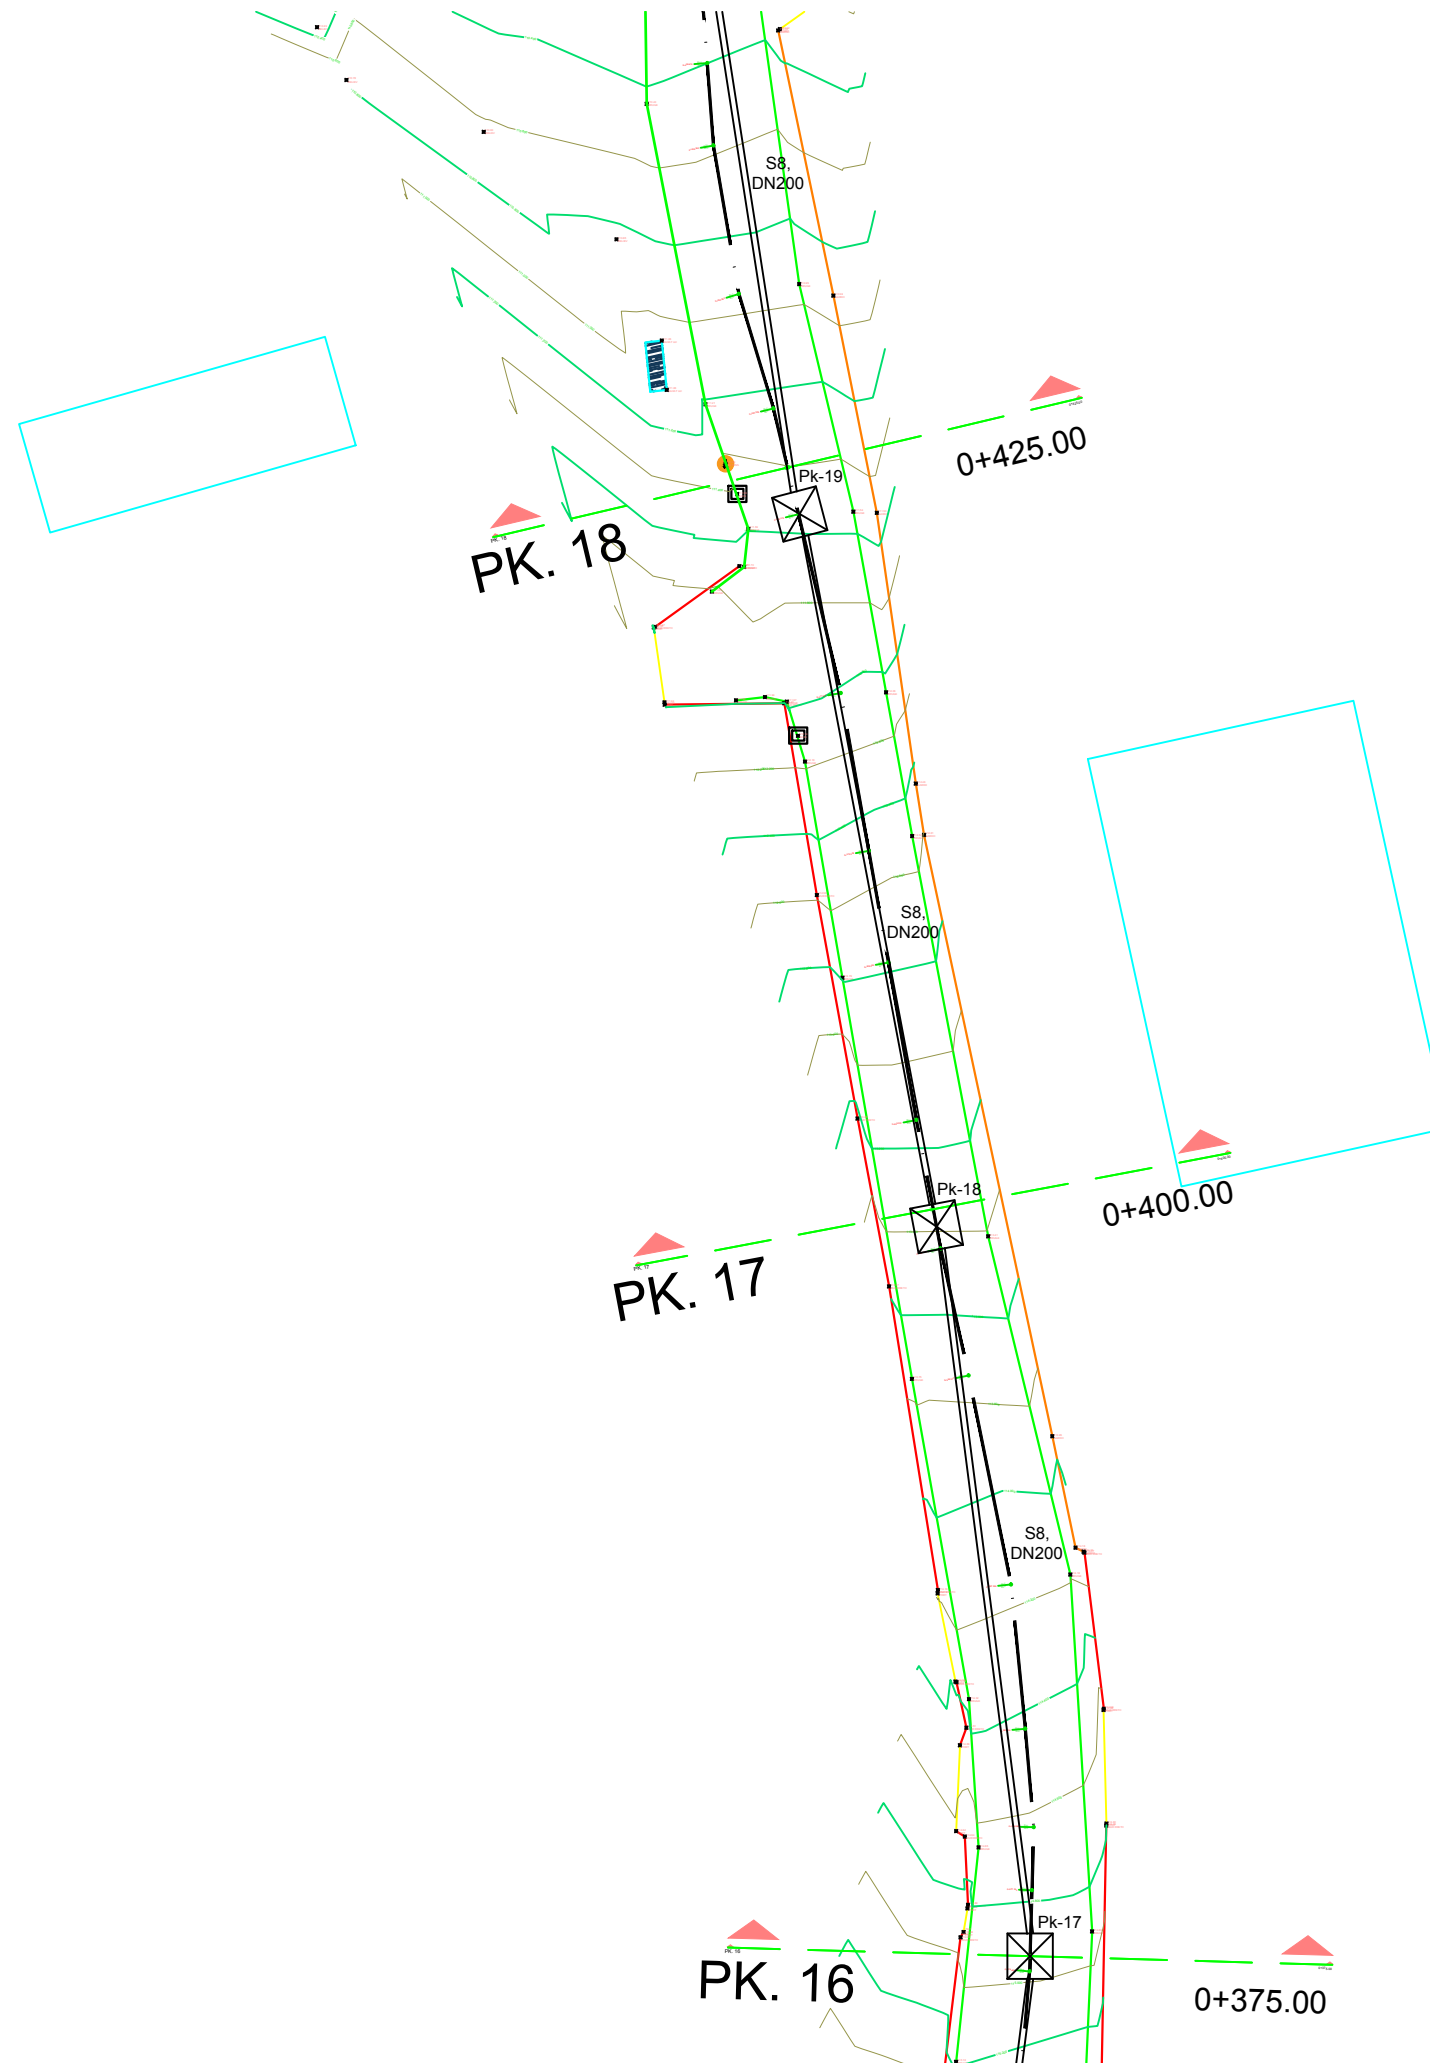 S8,
DN200
0+425.00
Pk-19
PK. 18
S8,
DN200
Pk-18
0+400.00
PK. 17
S8,
DN200
Pk-17
PK. 16
0+375.00